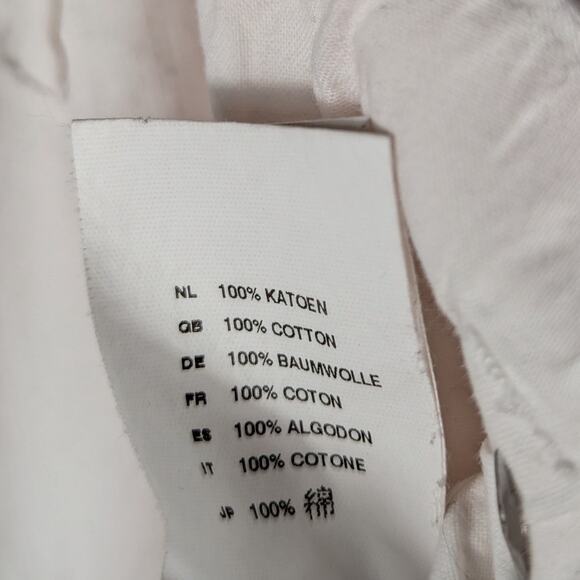 NL 100% KATOEN
GB 100% COTTON
DE 100% BAUMWOLLE
FR 100% COTON
ES 100% ALGODON
IT 100% COTONE
JP 100% 綿